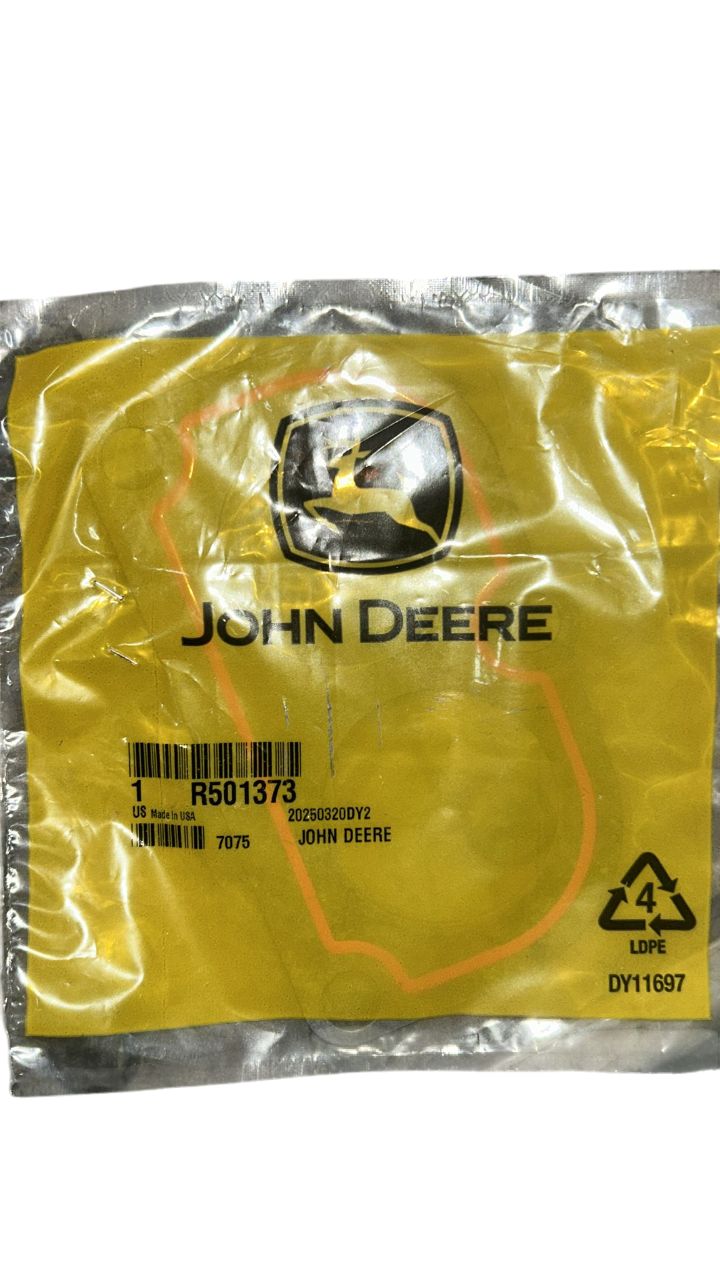 JOHN DEERE
1 R501373
US Made in USA 20250320DY2
7075 JOHN DEERE
4
LDPE
DY11697